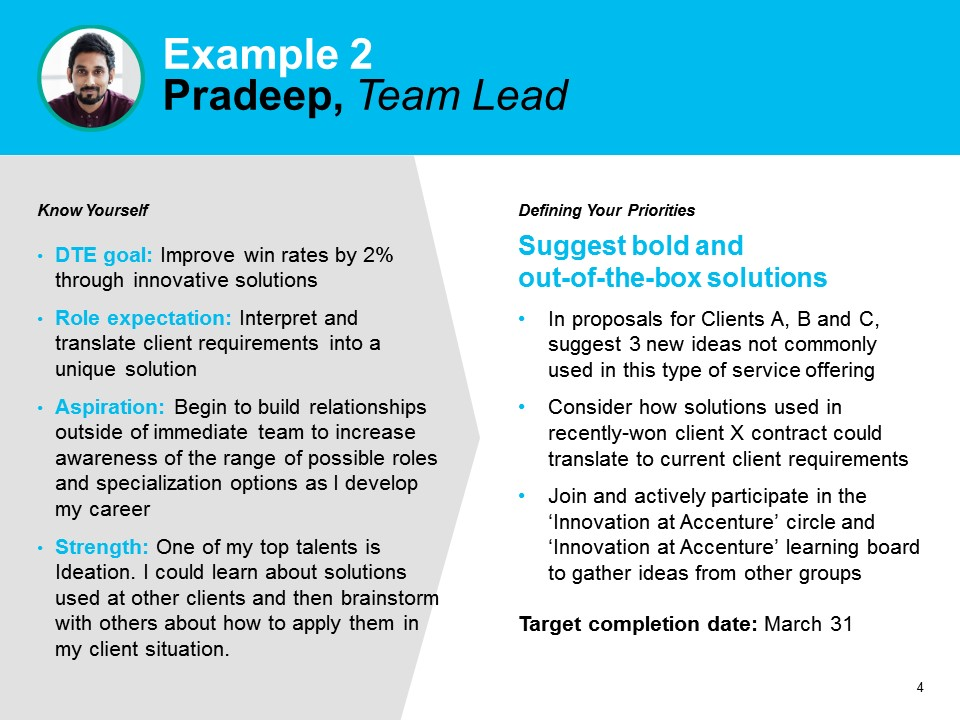 Example 2
Pradeep, Team Lead
Know Yourself
• DTE goal: Improve win rates by 2%
through innovative solutions
• Role expectation: Interpret and
translate client requirements into a
unique solution
• Aspiration: Begin to build relationships
outside of immediate team to increase
awareness of the range of possible roles
and specialization options as I develop
my career
• Strength: One of my top talents is
Ideation. I could learn about solutions
used at other clients and then brainstorm
with others about how to apply them in
my client situation.
Defining Your Priorities
Suggest bold and
out-of-the-box solutions
• In proposals for Clients A, B and C,
suggest 3 new ideas not commonly
used in this type of service offering
• Consider how solutions used in
recently-won client X contract could
translate to current client requirements
• Join and actively participate in the
‘Innovation at Accenture’ circle and
‘Innovation at Accenture’ learning board
to gather ideas from other groups
Target completion date: March 31
4